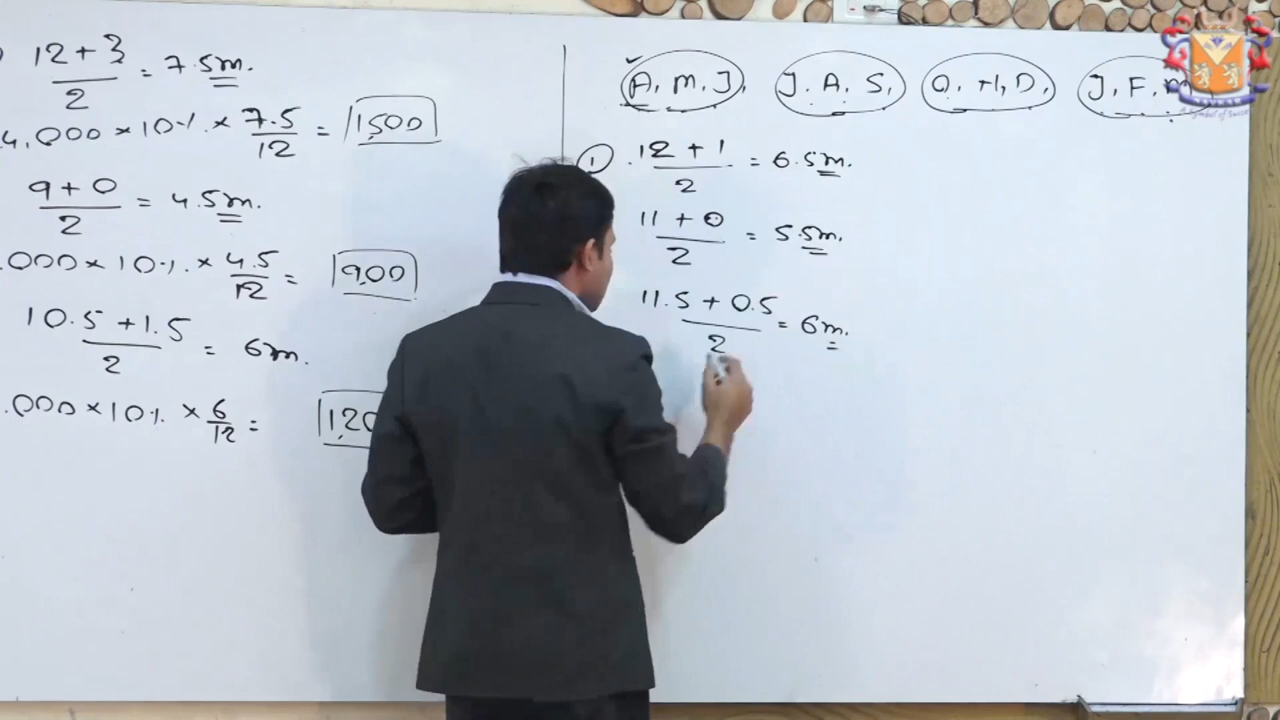 12 + 3
2
= 7.5m.
4,000 × 10% × 7.5
12
= 1500
9 + 0
2
= 4.5m.
000 × 10% × 4.5
12
= 900
10.5 + 1.5
2
= 6m.
000 × 10% × 6
12
= 120
A, M, J, J, A, S, O, H, D, J, F, M
① 12 + 1
2
= 6.5m.
11 + 0
2
= 5.5m.
11.5 + 0.5
2
= 6m.